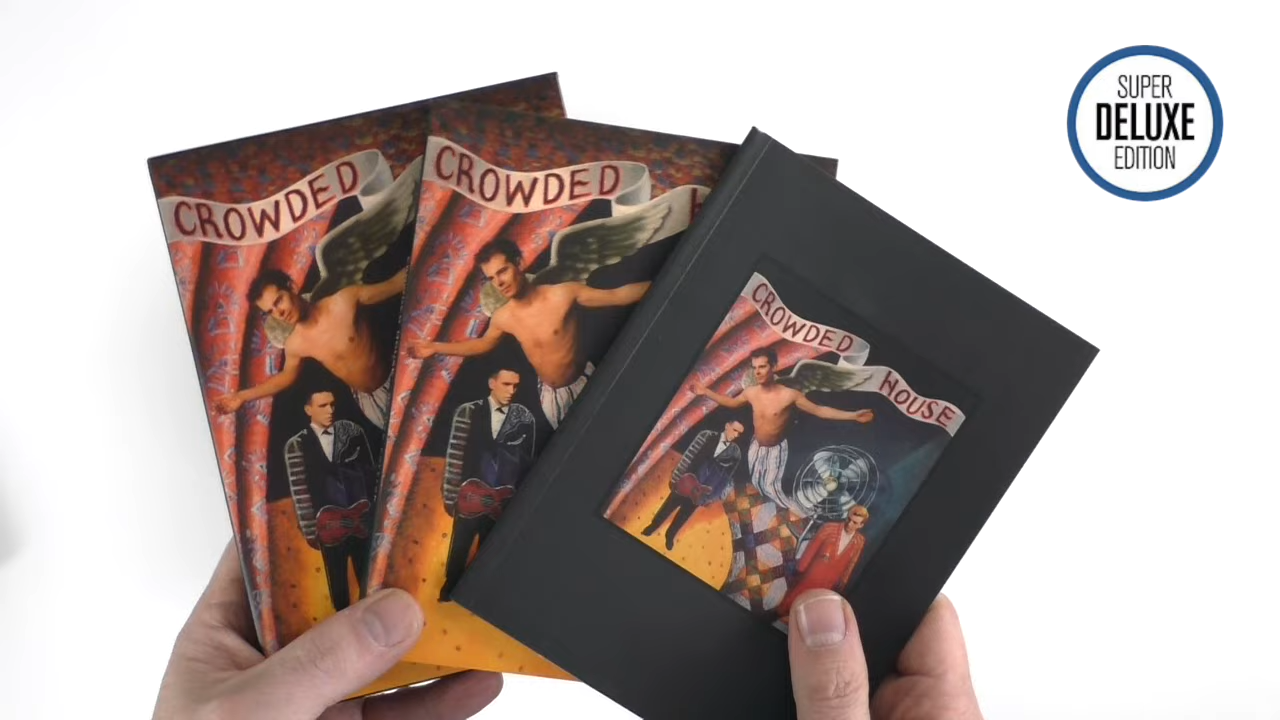 SUPER
DELUXE
EDITION
CROWDED
CROWDED
H
CROWDED
HOUSE